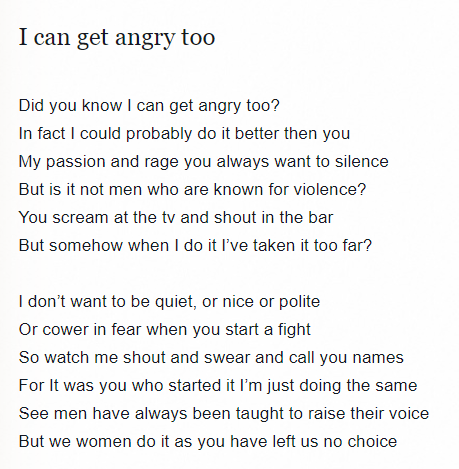 I can get angry too
Did you know I can get angry too?
In fact I could probably do it better then you
My passion and rage you always want to silence
But is it not men who are known for violence?
You scream at the tv and shout in the bar
But somehow when I do it I've taken it too far?
I don't want to be quiet, or nice or polite
Or cower in fear when you start a fight
So watch me shout and swear and call you names
For It was you who started it I'm just doing the same
See men have always been taught to raise their voice
But we women do it as you have left us no choice